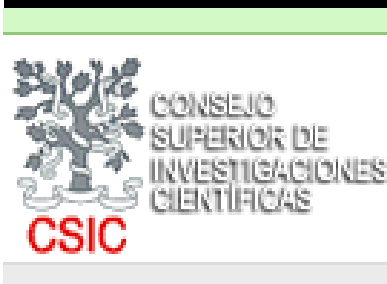 CONSEJO
SUPERIOR DE
INVESTIGACIONES
CIENTÍFICAS
CSIC